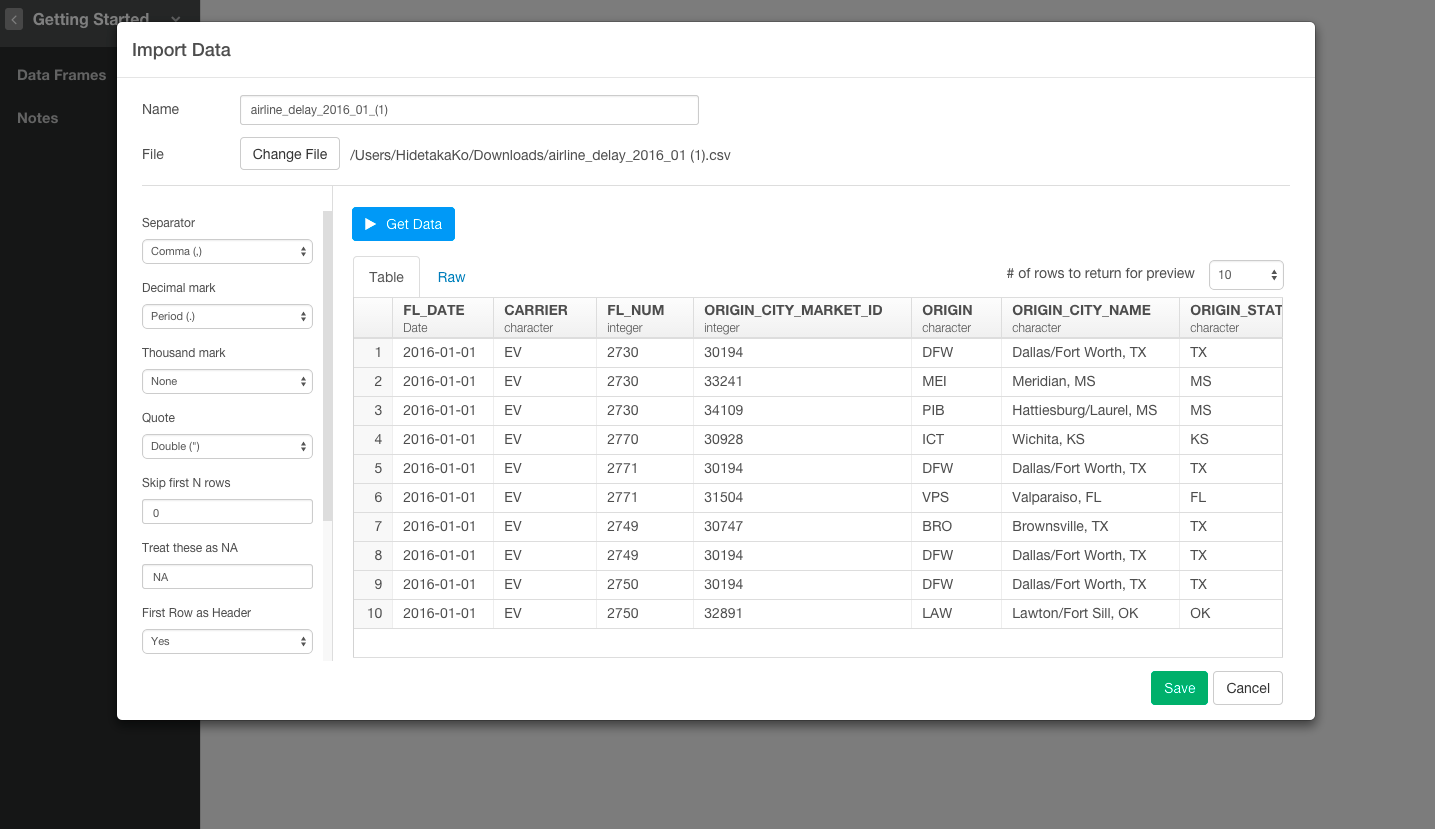 Getting Started
Data Frames
Notes
Import Data
Name airline_delay_2016_01_(1)
File Change File /Users/HidetakaKo/Downloads/airline_delay_2016_01 (1).csv
Separator
Comma (,)
Decimal mark
Period (.)
Thousand mark
None
Quote
Double (")
Skip first N rows
0
Treat these as NA
NA
First Row as Header
Yes
Get Data
Table Raw # of rows to return for preview 10
FL_DATE CARRIER FL_NUM ORIGIN_CITY_MARKET_ID ORIGIN ORIGIN_CITY_NAME ORIGIN_STAT
Date character integer integer character character character
1 2016-01-01 EV 2730 30194 DFW Dallas/Fort Worth, TX TX
2 2016-01-01 EV 2730 33241 MEI Meridian, MS MS
3 2016-01-01 EV 2730 34109 PIB Hattiesburg/Laurel, MS MS
4 2016-01-01 EV 2770 30928 ICT Wichita, KS KS
5 2016-01-01 EV 2771 30194 DFW Dallas/Fort Worth, TX TX
6 2016-01-01 EV 2771 31504 VPS Valparaiso, FL FL
7 2016-01-01 EV 2749 30747 BRO Brownsville, TX TX
8 2016-01-01 EV 2749 30194 DFW Dallas/Fort Worth, TX TX
9 2016-01-01 EV 2750 30194 DFW Dallas/Fort Worth, TX TX
10 2016-01-01 EV 2750 32891 LAW Lawton/Fort Sill, OK OK
Save Cancel